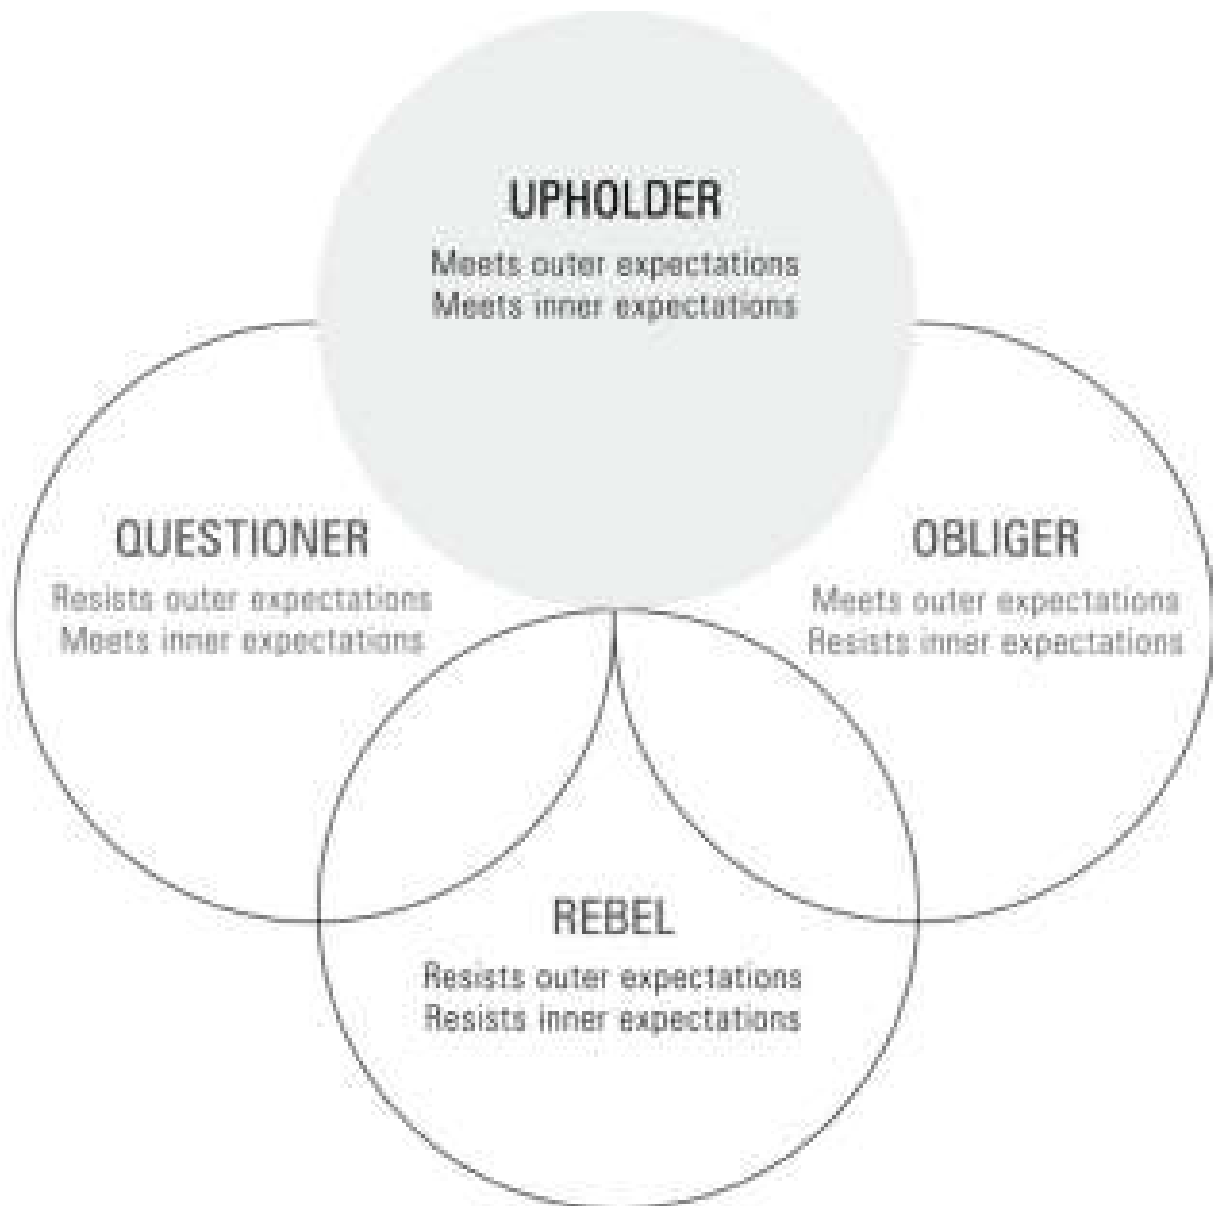 UPHOLDER
Meets outer expectations
Meets inner expectations
QUESTIONER
Resists outer expectations
Meets inner expectations
OBLIGER
Meets outer expectations
Resists inner expectations
REBEL
Resists outer expectations
Resists inner expectations